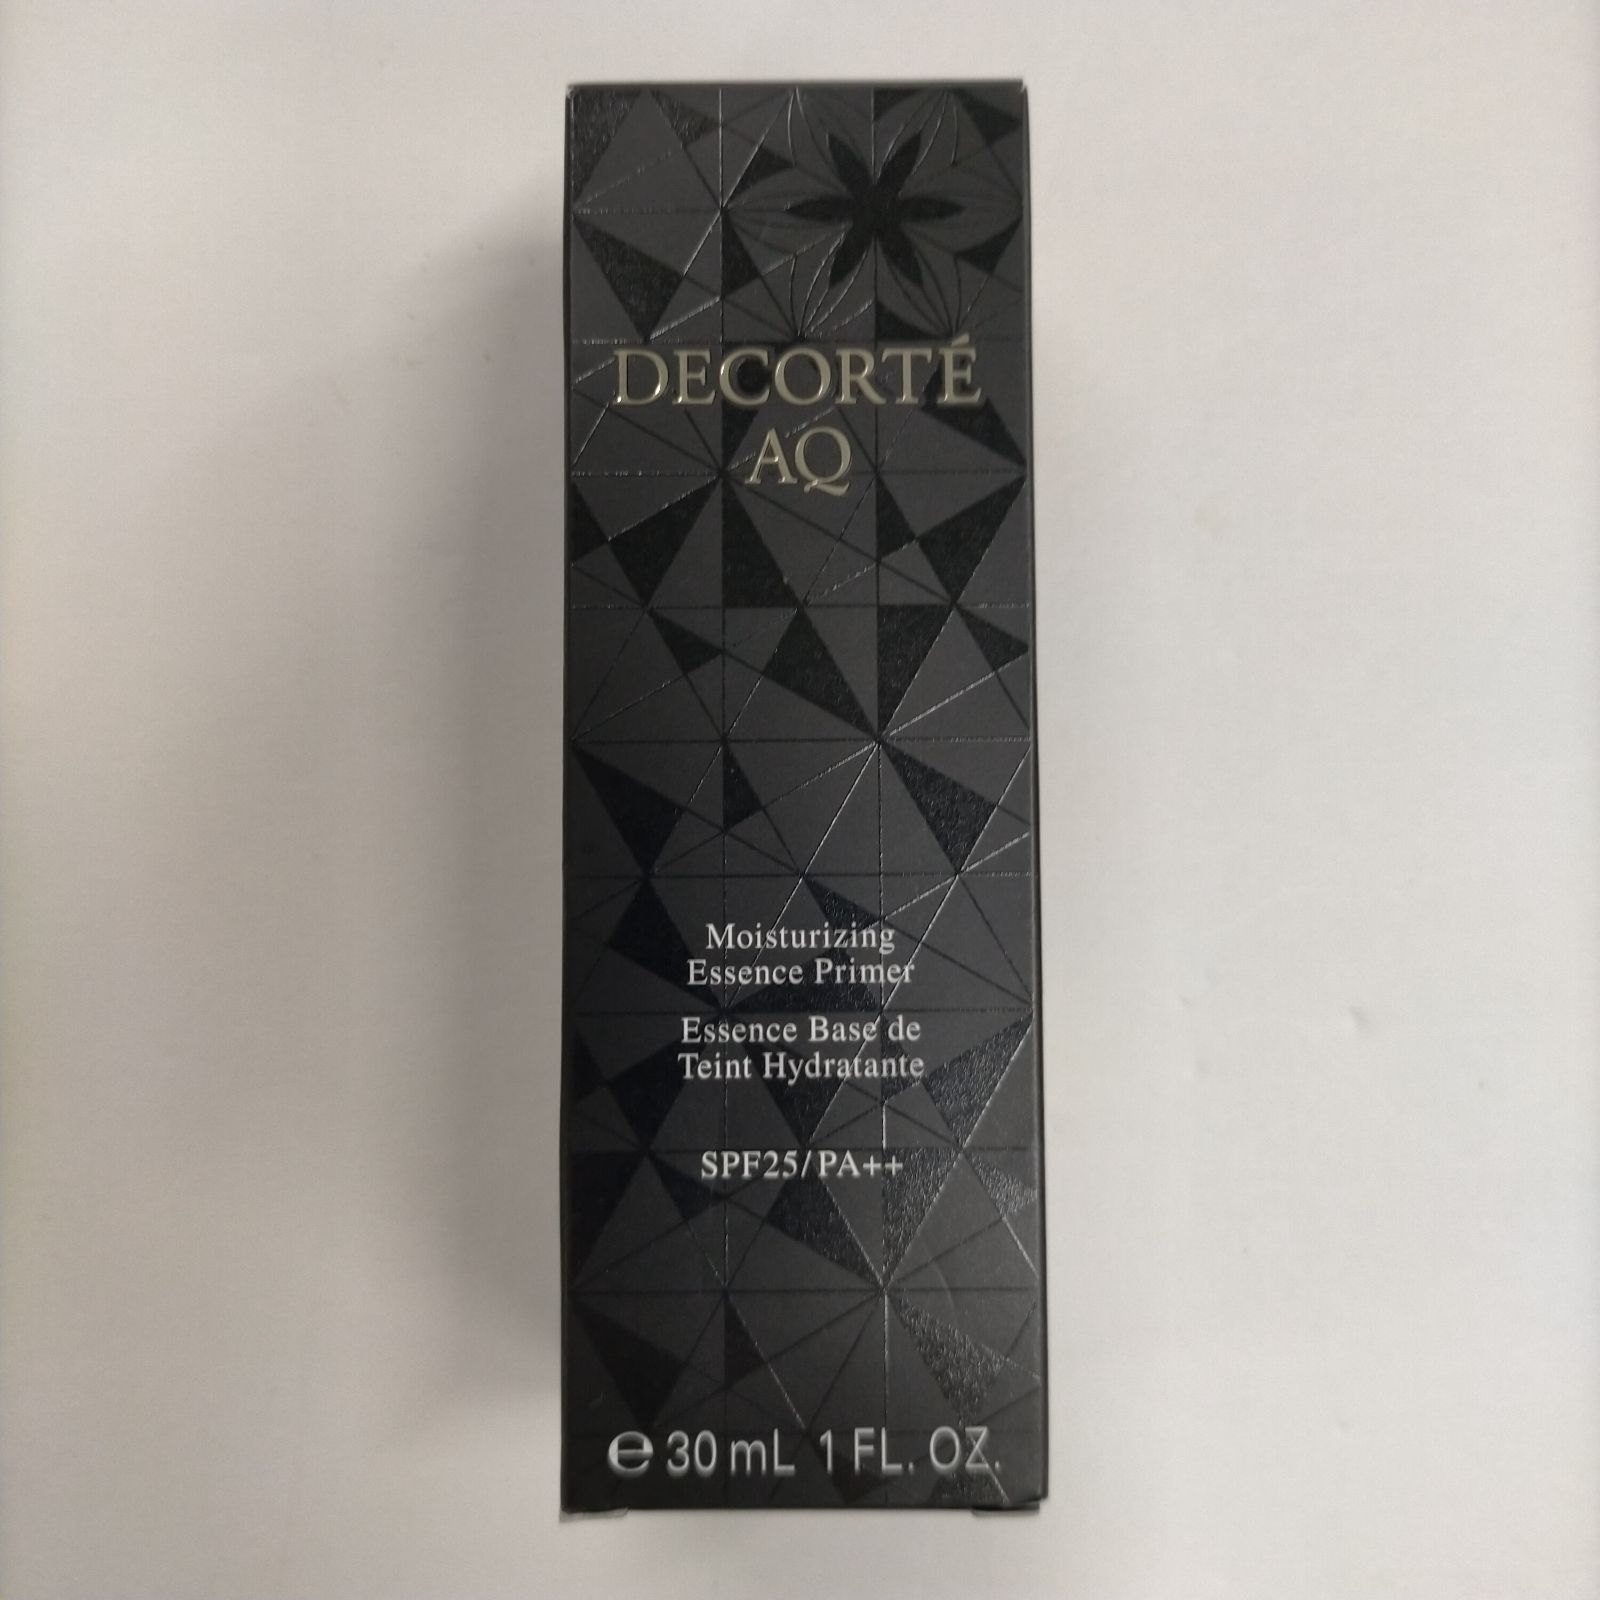 DECORTÉ
AQ
Moisturizing
Essence Primer
Essence Base de
Teint Hydratante
SPF25/PA++
℮ 30 mL 1 FL. OZ.